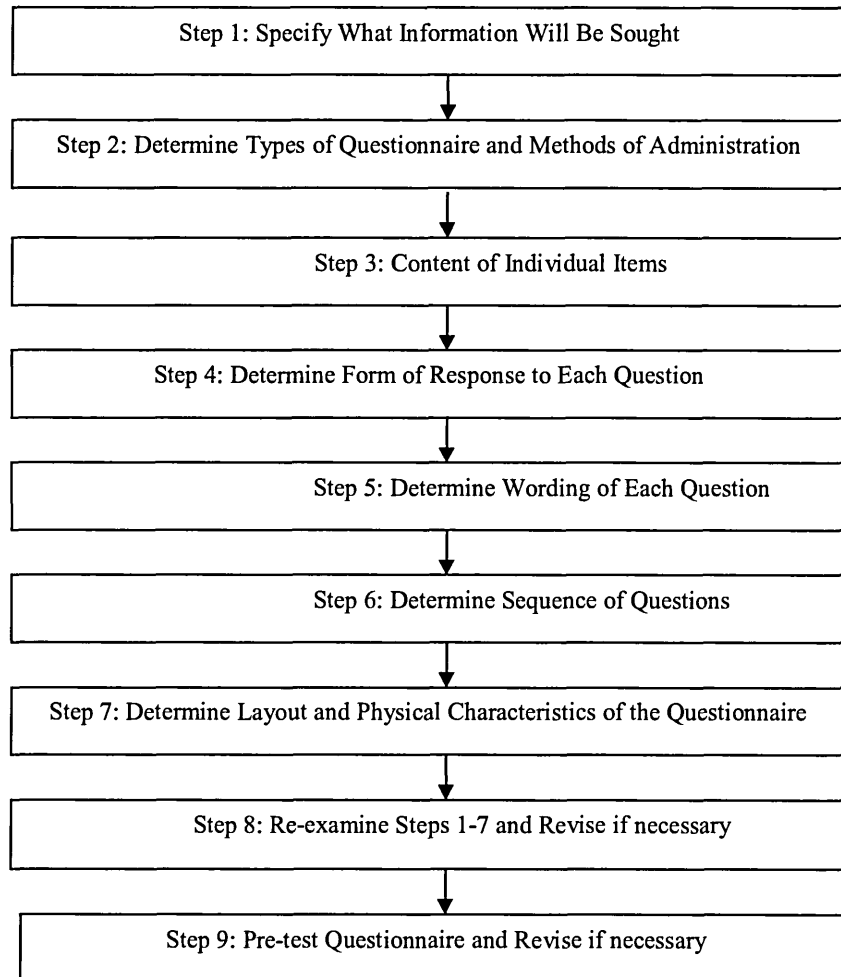 Step 1: Specify What Information Will Be Sought
Step 2: Determine Types of Questionnaire and Methods of Administration
Step 3: Content of Individual Items
Step 4: Determine Form of Response to Each Question
Step 5: Determine Wording of Each Question
Step 6: Determine Sequence of Questions
Step 7: Determine Layout and Physical Characteristics of the Questionnaire
Step 8: Re-examine Steps 1-7 and Revise if necessary
Step 9: Pre-test Questionnaire and Revise if necessary